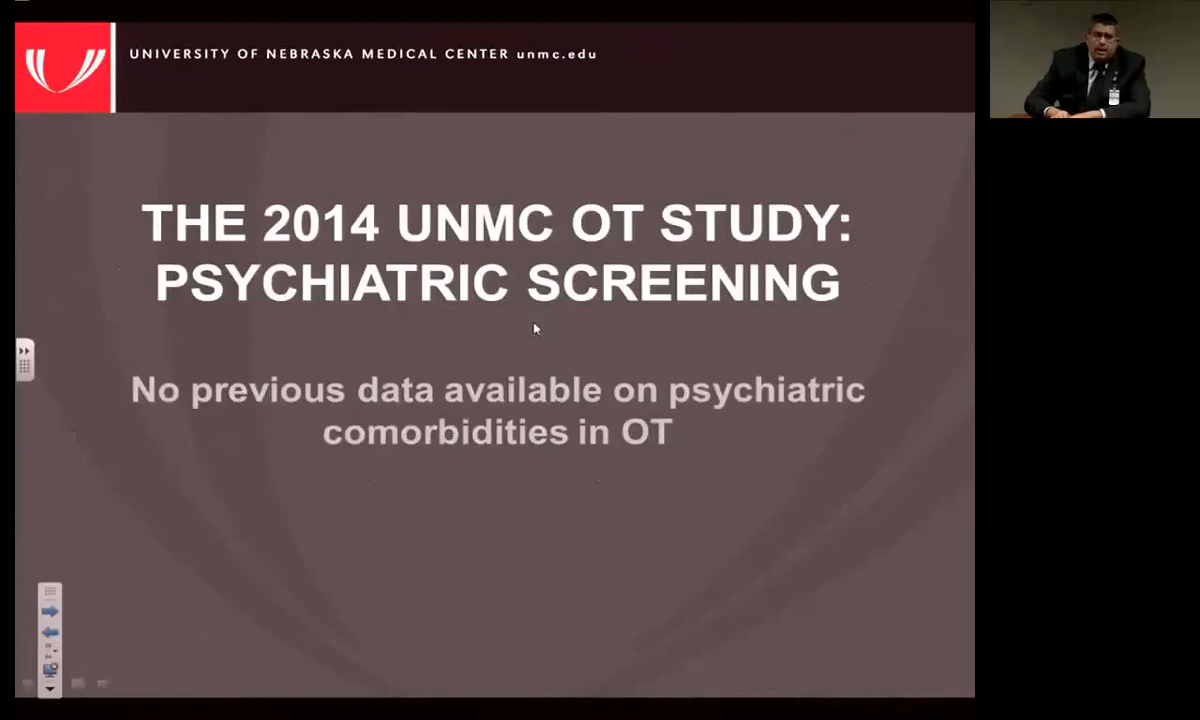 UNIVERSITY OF NEBRASKA MEDICAL CENTER unmc.edu
THE 2014 UNMC OT STUDY:
PSYCHIATRIC SCREENING
No previous data available on psychiatric
comorbidities in OT